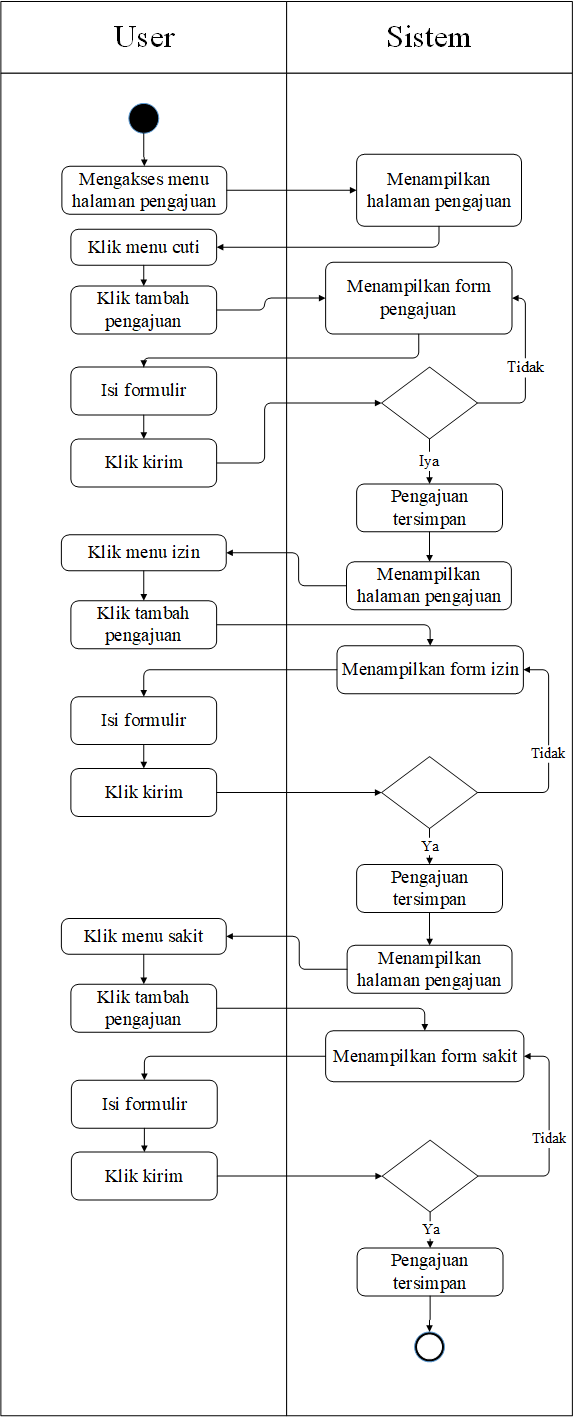 User
Sistem
Mengakses menu
halaman pengajuan
Menampilkan
halaman pengajuan
Klik menu cuti
Klik tambah
pengajuan
Menampilkan form
pengajuan
Tidak
Isi formulir
Klik kirim
Iya
Pengajuan
tersimpan
Klik menu izin
Menampilkan
halaman pengajuan
Klik tambah
pengajuan
Menampilkan form izin
Isi formulir
Tidak
Klik kirim
Ya
Pengajuan
tersimpan
Klik menu sakit
Menampilkan
halaman pengajuan
Klik tambah
pengajuan
Menampilkan form sakit
Isi formulir
Tidak
Klik kirim
Ya
Pengajuan
tersimpan